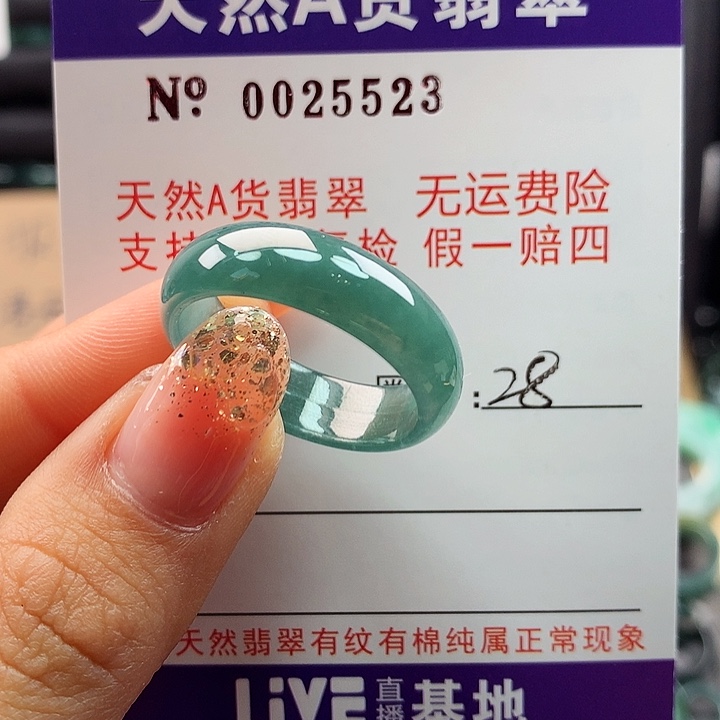 天然A货翡翠
Nº 0025523
天然A货翡翠 无运费险
支持 复检 假一赔四
:28
天然翡翠有纹有棉纯属正常现象
LiVE 直播 基地